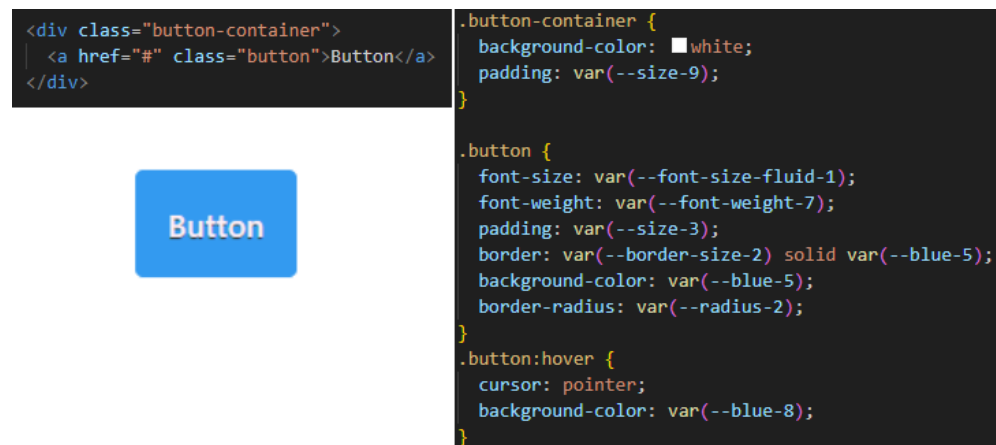 <div class="button-container">
<a href="#" class="button">Button</a>
</div>
Button
.button-container {
background-color: white;
padding: var(--size-9);
}
.button {
font-size: var(--font-size-fluid-1);
font-weight: var(--font-weight-7);
padding: var(--size-3);
border: var(--border-size-2) solid var(--blue-5);
background-color: var(--blue-5);
border-radius: var(--radius-2);
}
.button:hover {
cursor: pointer;
background-color: var(--blue-8);
}